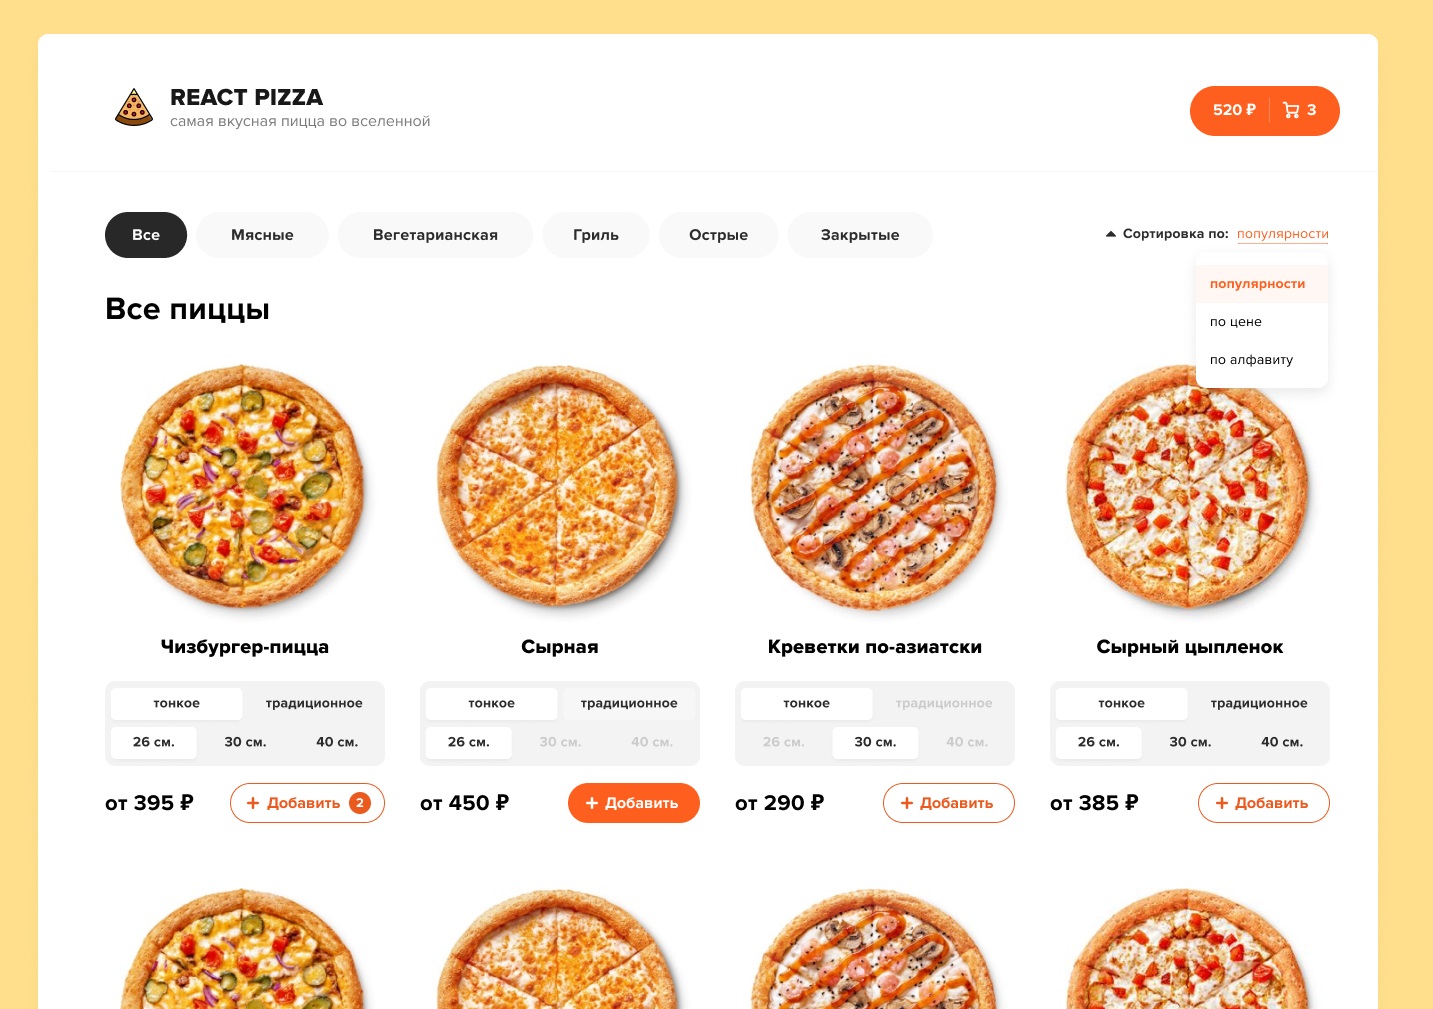 REACT PIZZA
самая вкусная пицца во вселенной
520 ₽ 3
Все Мясные Вегетарианская Гриль Острые Закрытые Сортировка по: популярности
популярности
по цене
по алфавиту
Все пиццы
Чизбургер-пицца Сырная Креветки по-азиатски Сырный цыпленок
тонкое традиционное тонкое традиционное тонкое традиционное тонкое традиционное
26 см. 30 см. 40 см. 26 см. 30 см. 40 см. 26 см. 30 см. 40 см. 26 см. 30 см. 40 см.
от 395 ₽ + Добавить 2 от 450 ₽ + Добавить от 290 ₽ + Добавить от 385 ₽ + Добавить